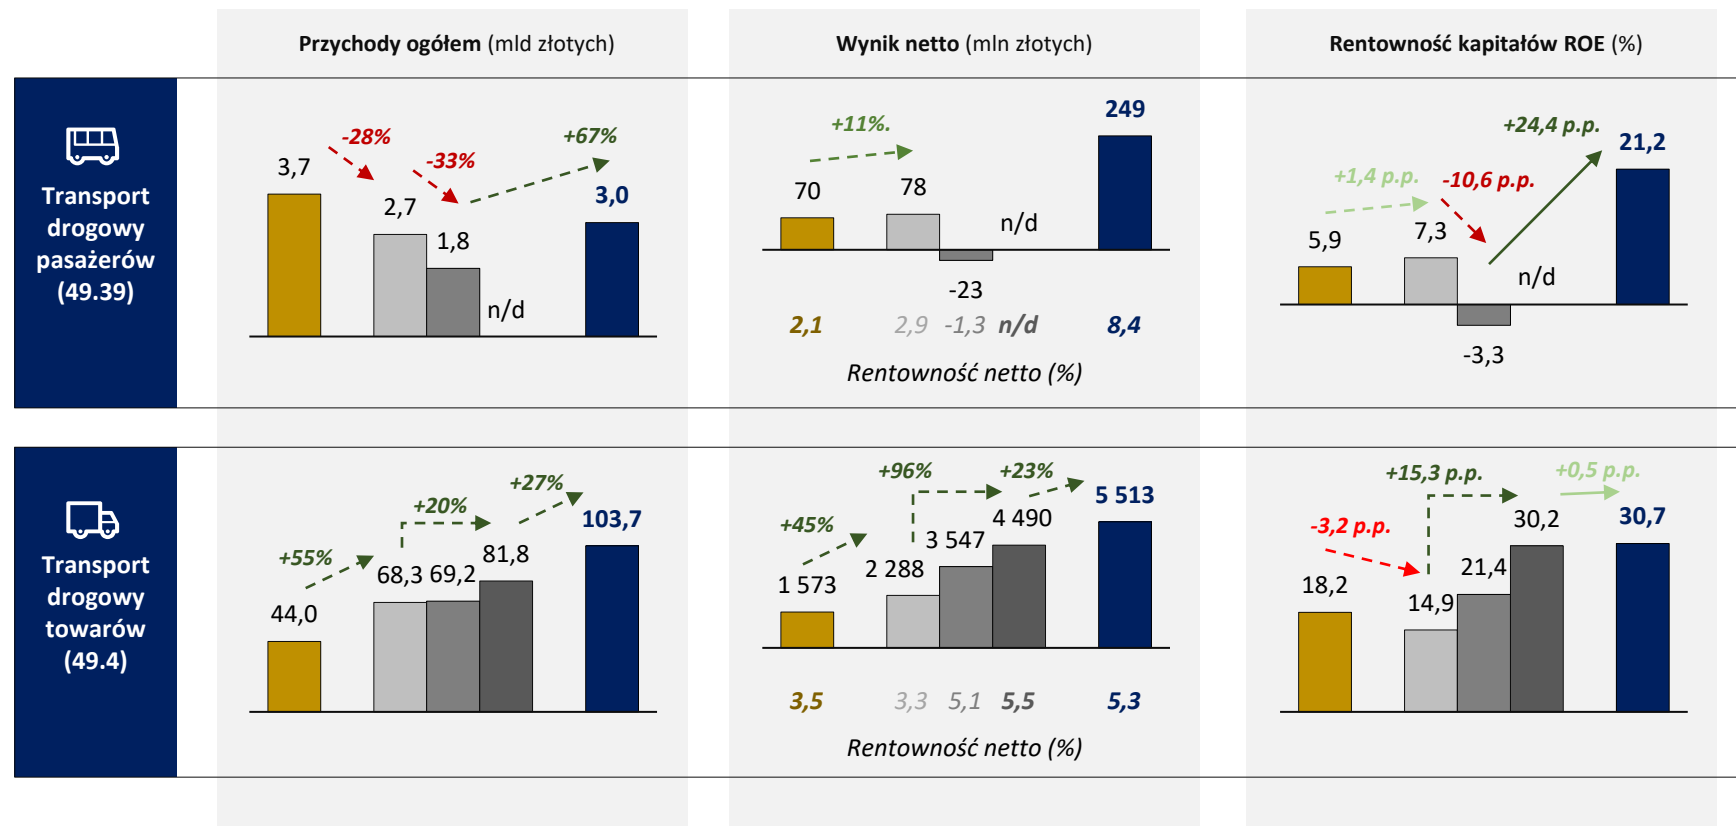 Przychody ogółem (mld złotych)
Wynik netto (mln złotych)
Rentowność kapitałów ROE (%)
Transport
drogowy
pasażerów
(49.39)
-28%
-33%
+67%
3,7
2,7
1,8
n/d
3,0
+11%.
70
78
-23
n/d
249
2,1 2,9 -1,3 n/d 8,4
Rentowność netto (%)
+1,4 p.p.
-10,6 p.p.
+24,4 p.p.
5,9
7,3
-3,3
n/d
21,2
Transport
drogowy
towarów
(49.4)
+55%
+20%
+27%
44,0
68,3
69,2
81,8
103,7
+45%
+96%
+23%
1 573
2 288
3 547
4 490
5 513
3,5 3,3 5,1 5,5 5,3
Rentowność netto (%)
-3,2 p.p.
+15,3 p.p.
+0,5 p.p.
18,2
14,9
21,4
30,2
30,7